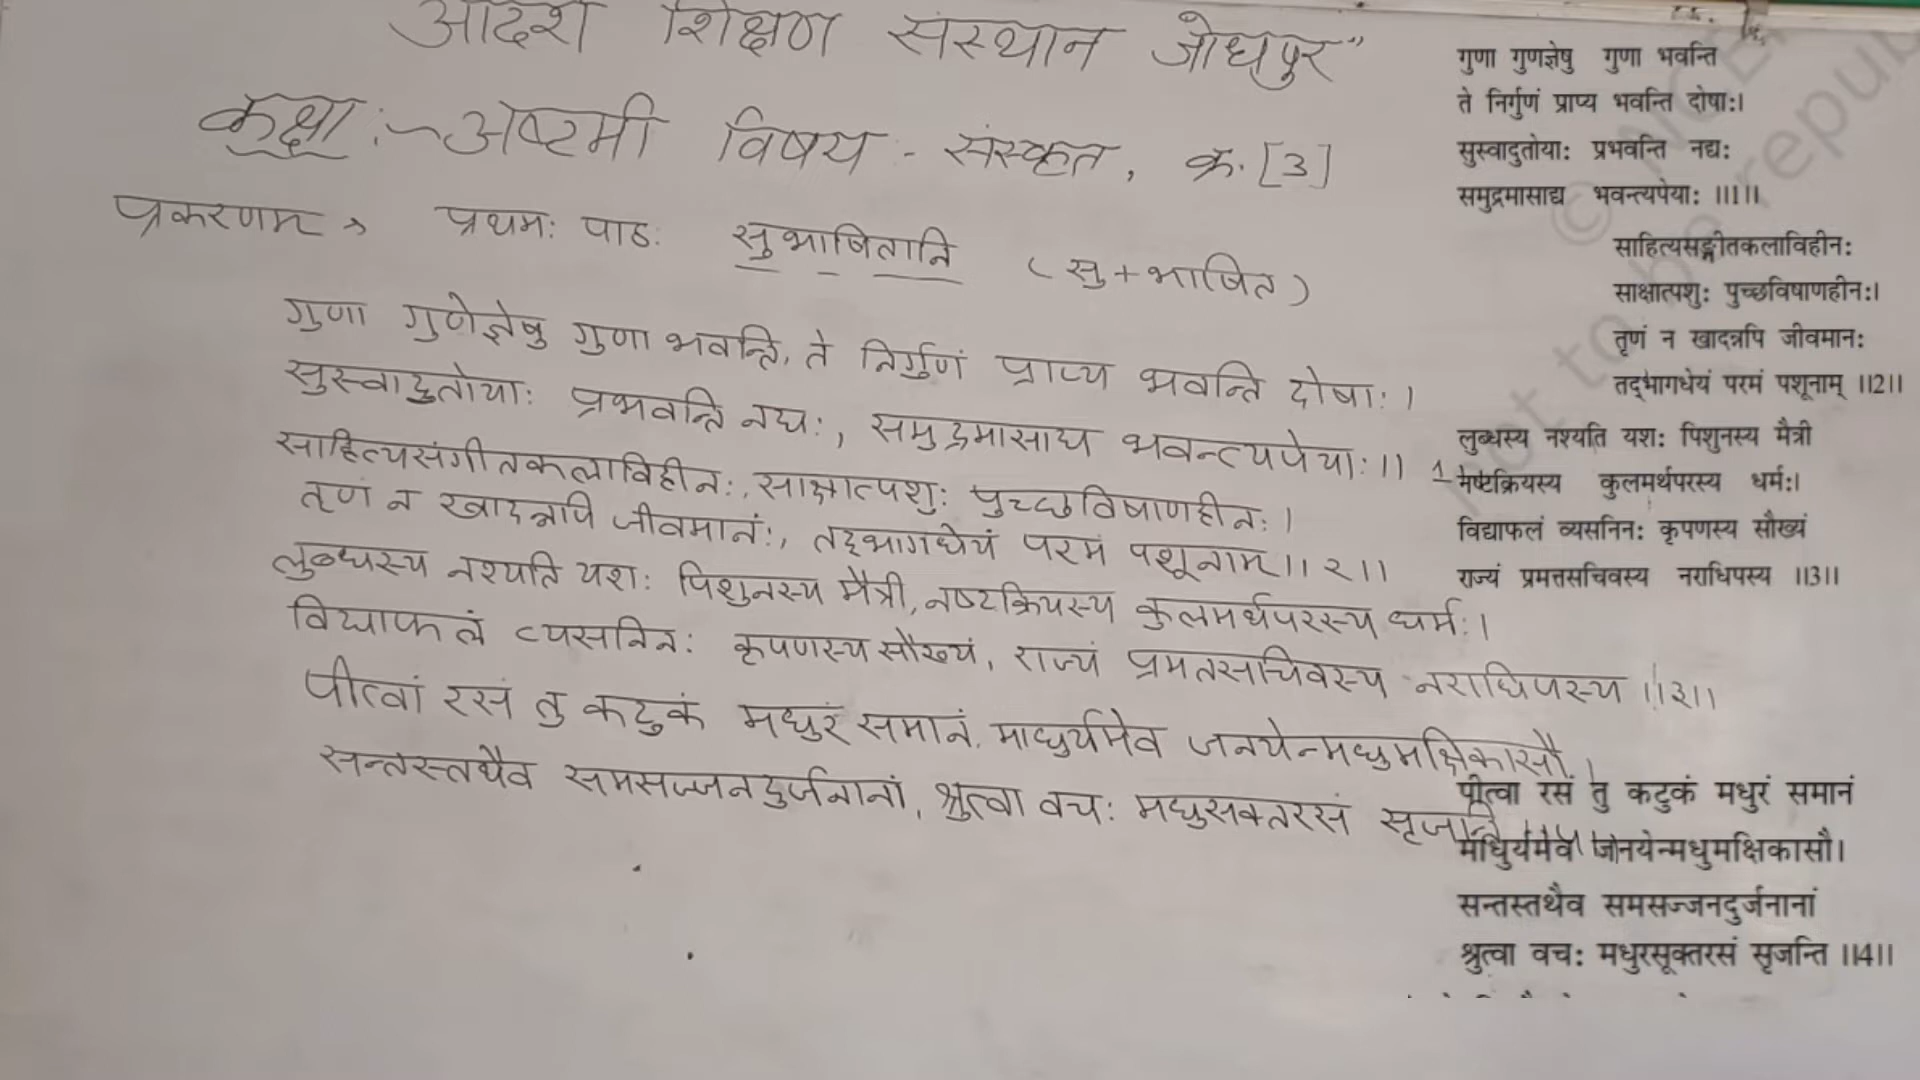 आदर्श शिक्षण संस्थान जोधपुर”
कक्षा :- अष्टमी विषय - संस्कृत, क्र. [3]
प्रकरणम > प्रथमः पाठः सुभाषितानि (सु+भाषित)
गुणा गुणेज्ञेषु गुणा भवन्ति, ते निर्गुणं प्राप्य भवन्ति दोषाः।
सुस्वादुतोयाः प्रभवन्ति नद्यः, समुद्रमासाद्य भवन्त्यपेयाः।। 1
साहित्यसंगीतकलाविहीनः, साक्षात्पशुः पुच्छविषाणहीनः।
तृणं न खादन्नपि जीवमानंः, तद्भागधेयं परमं पशूनाम।। २।।
लुब्धस्य नश्यति यशः पिशुनस्य मैत्री, नष्टक्रियस्य कुलमर्थपरस्य धर्मः।
विद्याफलं व्यसनिनः कृपणस्य सौख्यं, राज्यं प्रमतसचिवस्य नराधिपस्य ।।३।।
पीत्वां रसं तु कटुकं मधुरं समानं, माधुर्यमेव जनयेन्मधुमक्षिकासौ।
सन्तस्तथैव समसज्जनदुर्जनानां, श्रुत्वा वचः मधुसक्तरसं सृजन्ति
गुणा गुणज्ञेषु गुणा भवन्ति
ते निर्गुणं प्राप्य भवन्ति दोषाः।
सुस्वादुतोयाः प्रभवन्ति नद्यः
समुद्रमासाद्य भवन्त्यपेयाः ।।1।।
साहित्यसङ्गीतकलाविहीनः
साक्षात्पशुः पुच्छविषाणहीनः।
तृणं न खादन्नपि जीवमानः
तद्भागधेयं परमं पशूनाम् ।।2।।
लुब्धस्य नश्यति यशः पिशुनस्य मैत्री
नष्टक्रियस्य कुलमर्थपरस्य धर्मः।
विद्याफलं व्यसनिनः कृपणस्य सौख्यं
राज्यं प्रमत्तसचिवस्य नराधिपस्य ।।3।।
पीत्वा रसं तु कटुकं मधुरं समानं
माधुर्यमेव जनयेन्मधुमक्षिकासौ।
सन्तस्तथैव समसज्जनदुर्जनानां
श्रुत्वा वचः मधुरसूक्तरसं सृजन्ति ।।4।।